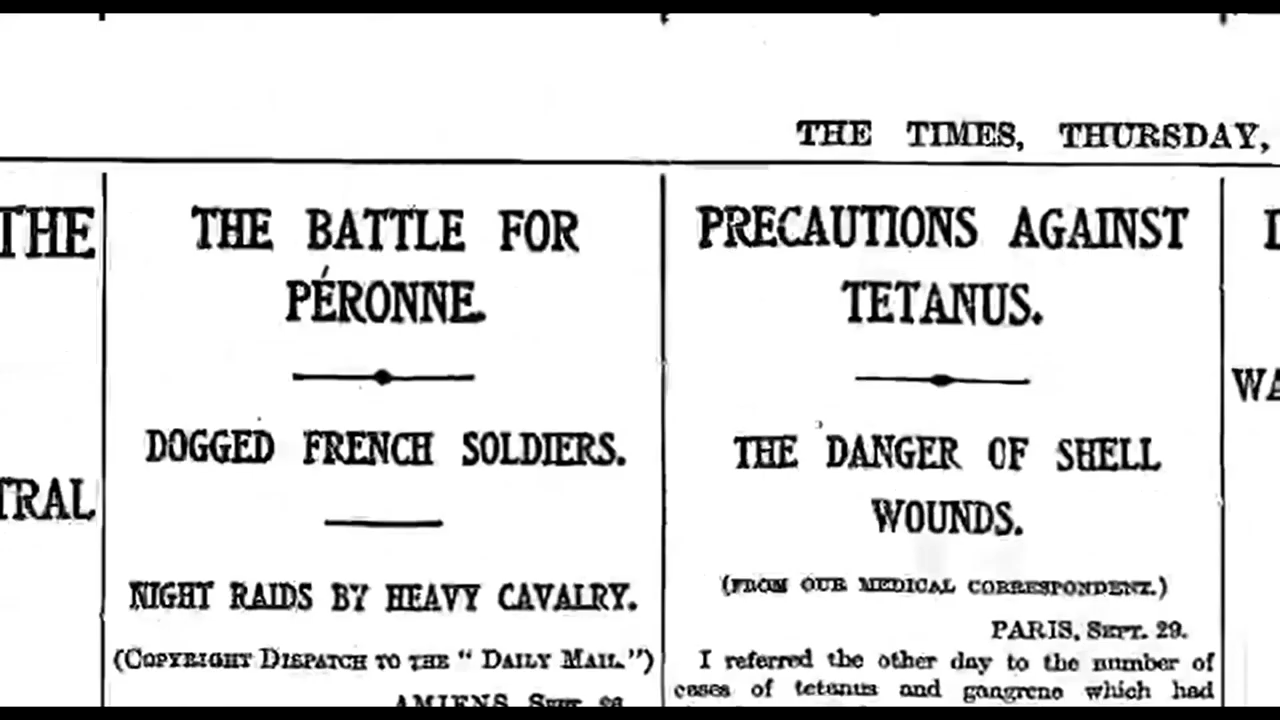 THE TIMES, THURSDAY,
THE
TRAL
THE BATTLE FOR
PÉRONNE.
DOGGED FRENCH SOLDIERS.
NIGHT RAIDS BY HEAVY CAVALRY.
(COPYRIGHT DISPATCH TO THE " DAILY MAIL.")
AMIENS, SEPT.
PRECAUTIONS AGAINST
TETANUS.
THE DANGER OF SHELL
WOUNDS.
(FROM OUR MEDICAL CORRESPONDENT.)
PARIS, SEPT. 29.
I referred the other day to the number of
cases of tetanus and gangrene which had
WA